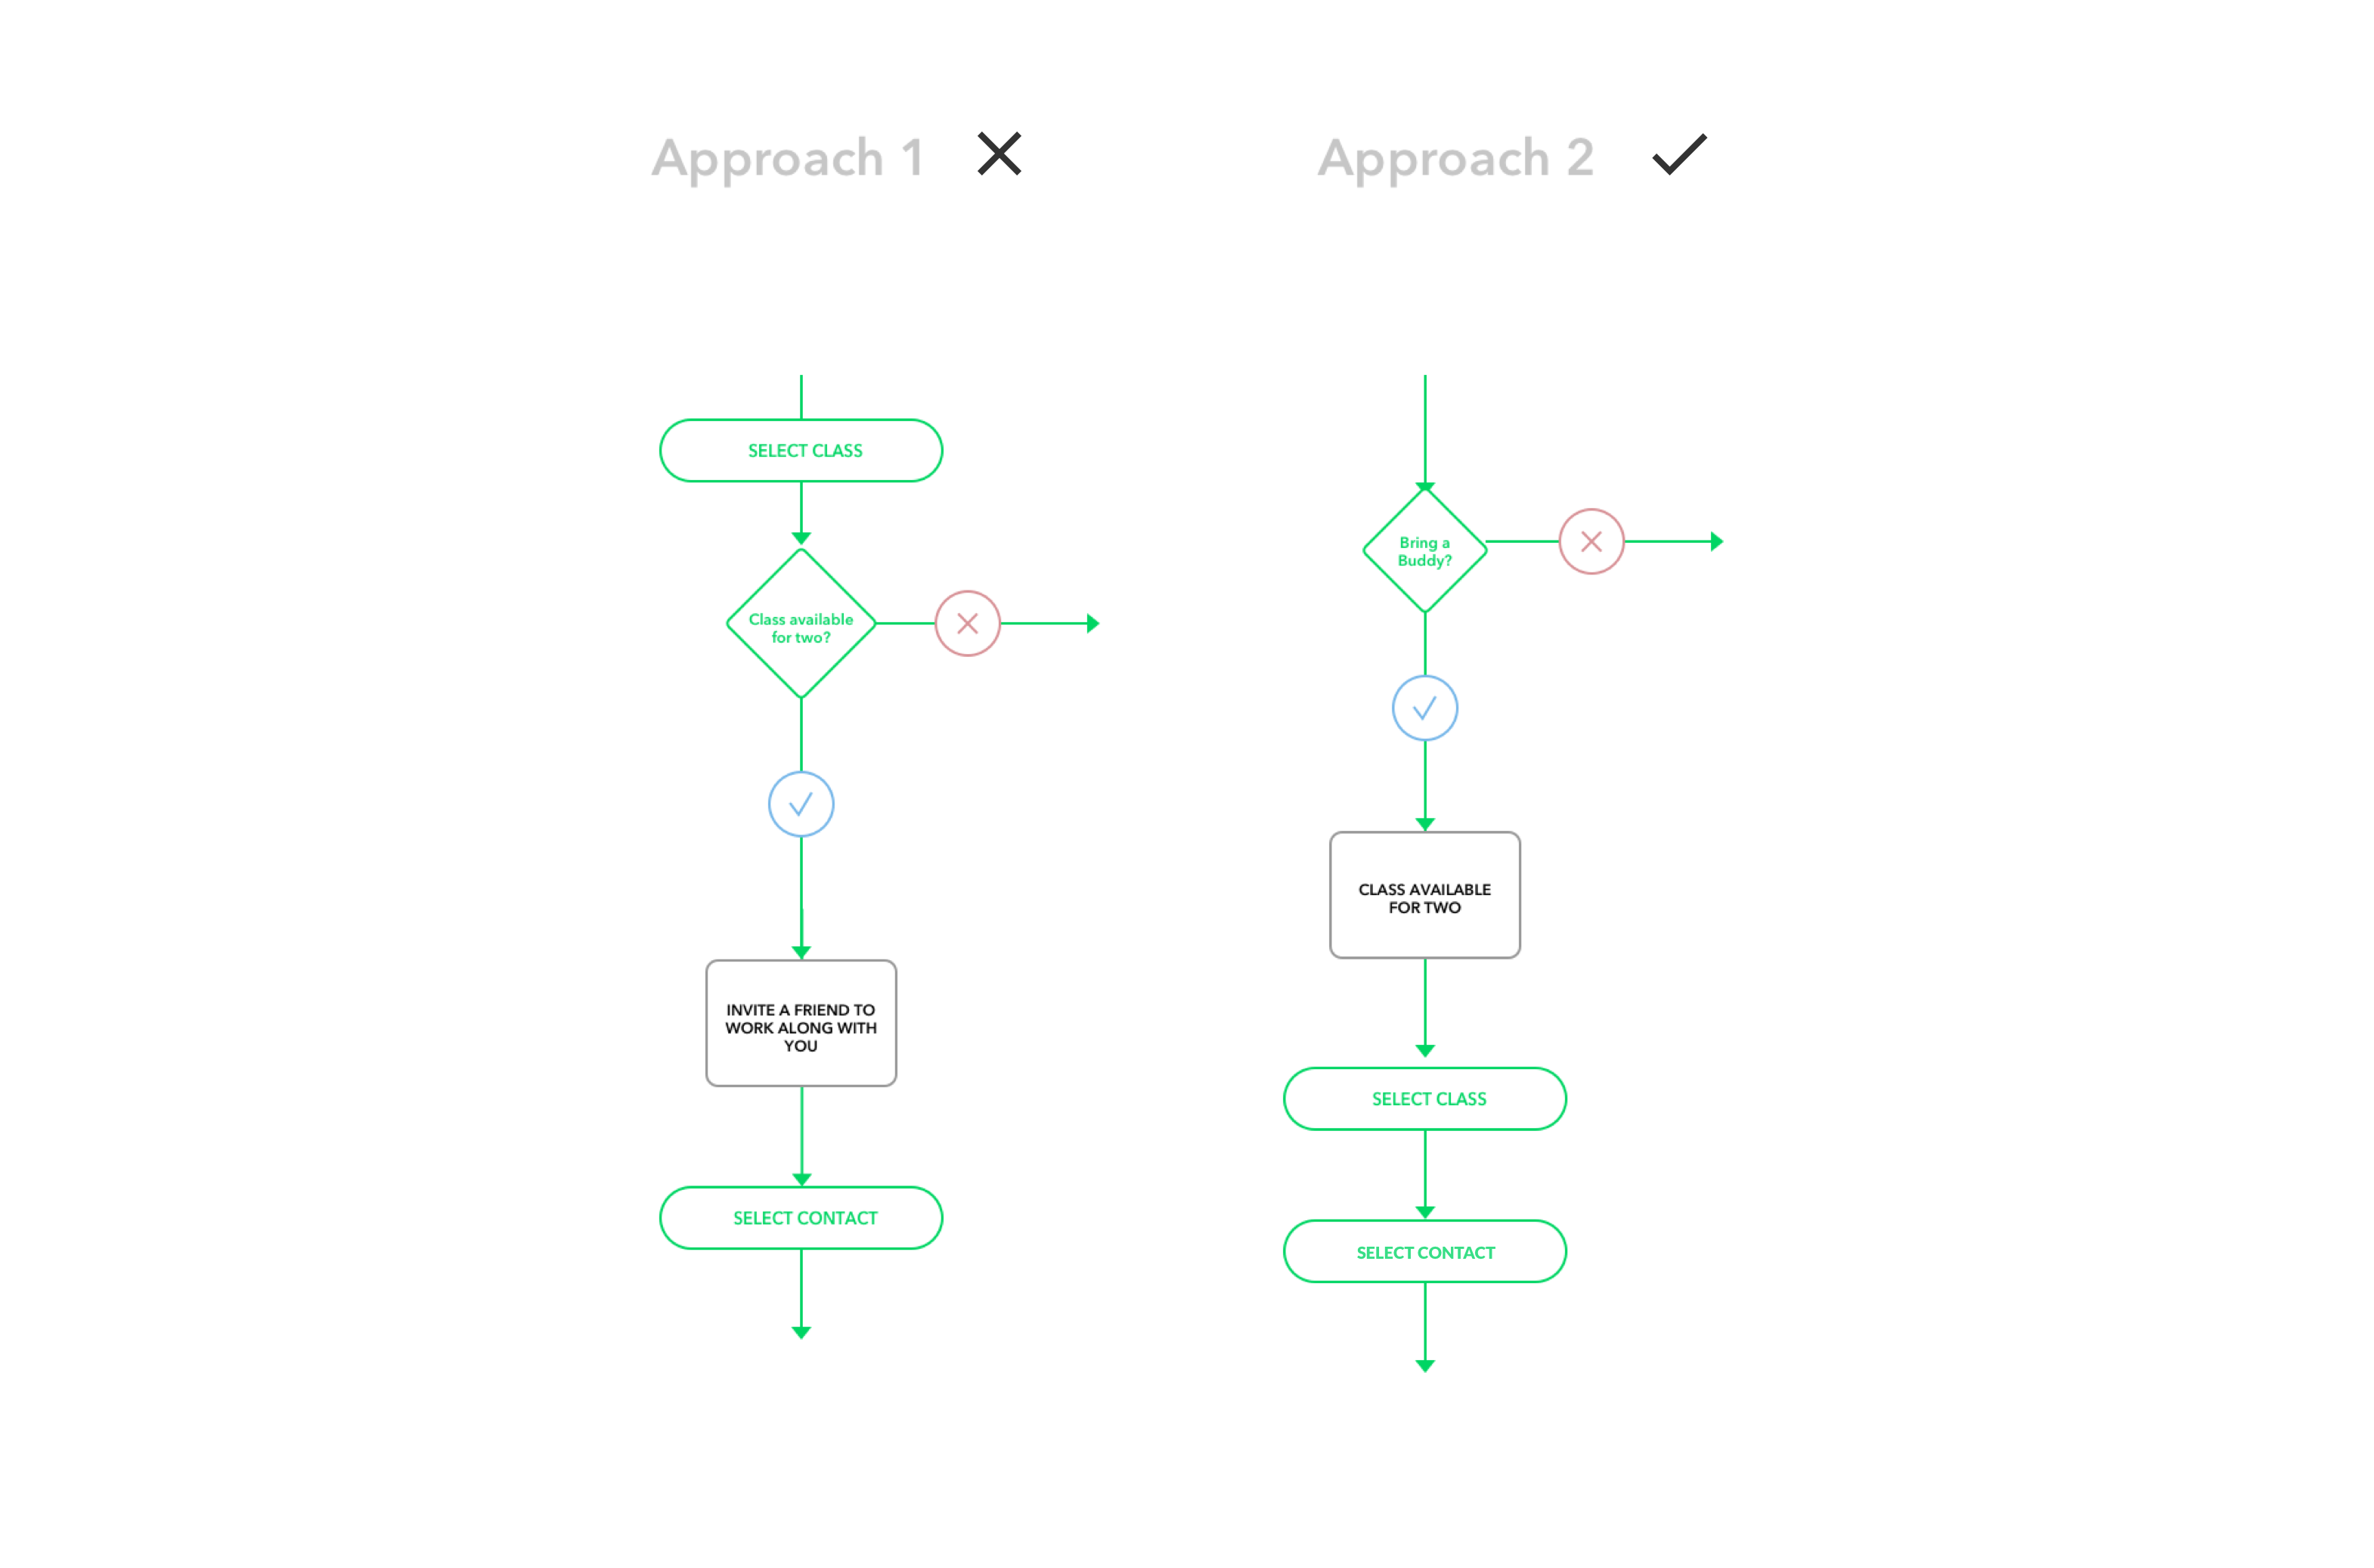 Approach 1
SELECT CLASS
Class available
for two?
INVITE A FRIEND TO
WORK ALONG WITH
YOU
SELECT CONTACT
Approach 2
Bring a
Buddy?
CLASS AVAILABLE
FOR TWO
SELECT CLASS
SELECT CONTACT